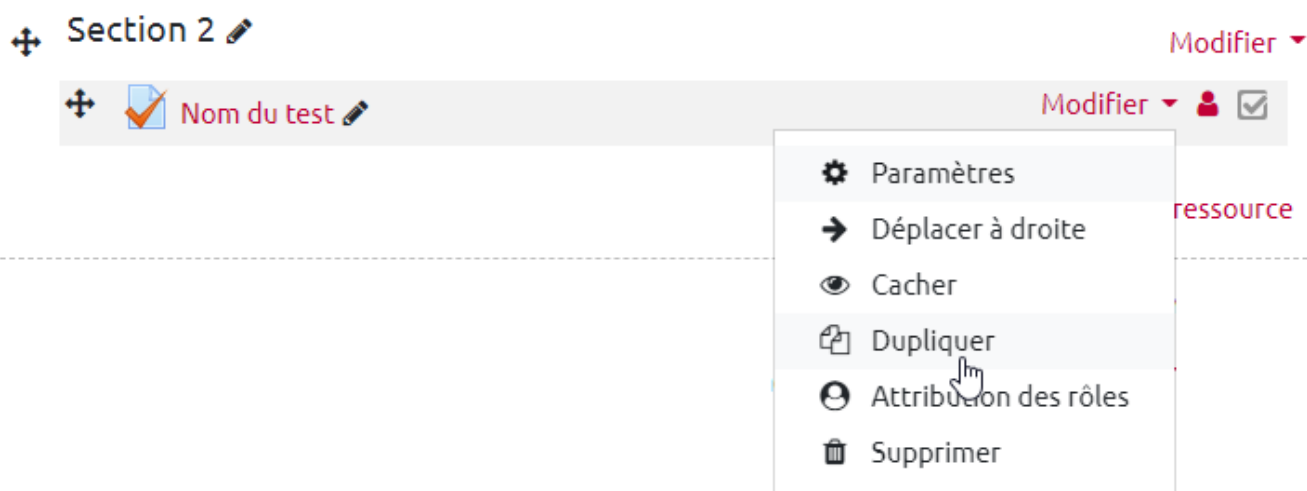 Section 2
Modifier
Nom du test
Modifier
Paramètres
ressource
Déplacer à droite
Cacher
Dupliquer
Attribution des rôles
Supprimer